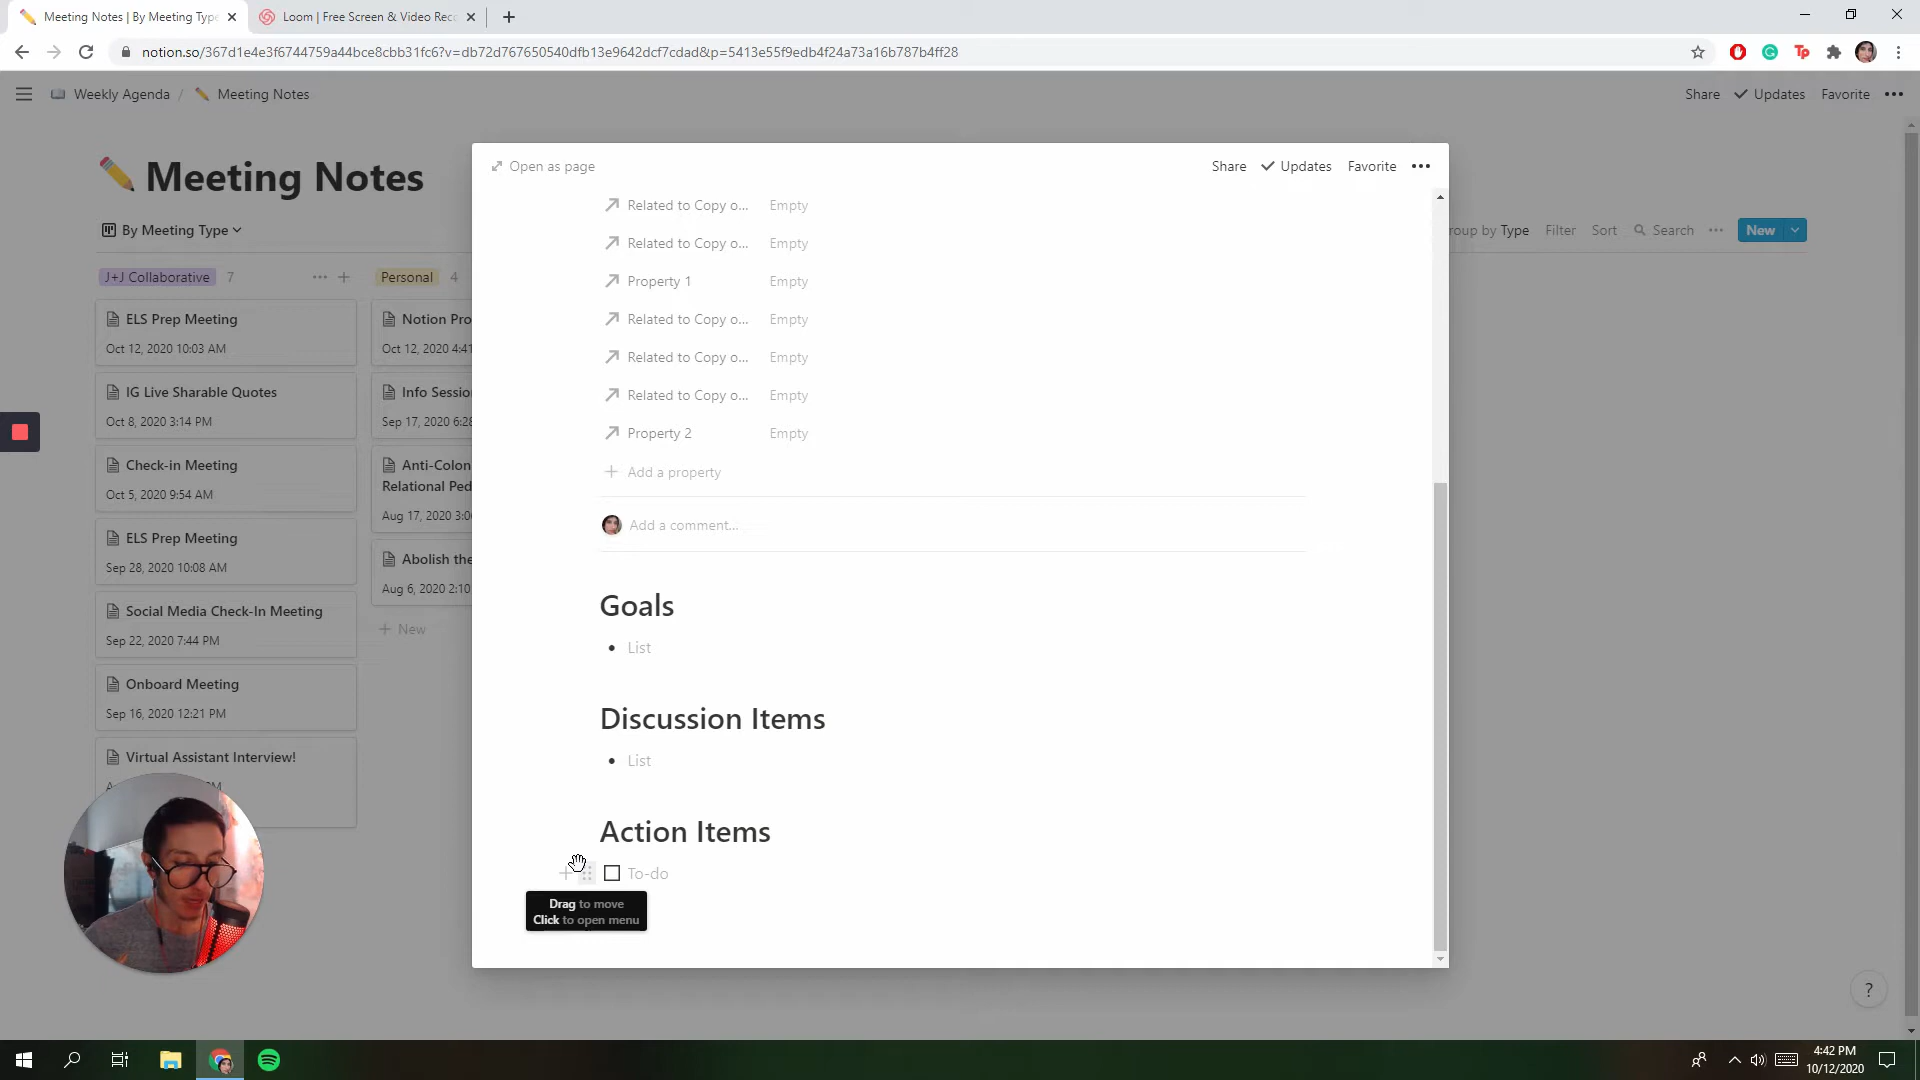 Meeting Notes | By Meeting Type
Loom | Free Screen & Video Reco
notion.so/367d1e4e3f6744759a44bce8cbb31fc6?v=db72d767650540dfb13e9642dcf7cdad&p=5413e55f9edb4f24a73a16b787b4ff28
Weekly Agenda / Meeting Notes
Share Updates Favorite
Meeting Notes
By Meeting Type
roup by Type Filter Sort Search New
J+J Collaborative 7
ELS Prep Meeting
Oct 12, 2020 10:03 AM
IG Live Sharable Quotes
Oct 8, 2020 3:14 PM
Check-in Meeting
Oct 5, 2020 9:54 AM
ELS Prep Meeting
Sep 28, 2020 10:08 AM
Social Media Check-In Meeting
Sep 22, 2020 7:44 PM
Onboard Meeting
Sep 16, 2020 12:21 PM
Virtual Assistant Interview!
Personal 4
Notion Pro
Oct 12, 2020 4:41
Info Sessio
Sep 17, 2020 6:28
Anti-Colon
Relational Ped
Aug 17, 2020 3:0
Abolish the
Aug 6, 2020 2:10
New
Open as page
Share Updates Favorite
Related to Copy o... Empty
Related to Copy o... Empty
Property 1 Empty
Related to Copy o... Empty
Related to Copy o... Empty
Related to Copy o... Empty
Property 2 Empty
Add a property
Add a comment...
Goals
List
Discussion Items
List
Action Items
To-do
Drag to move
Click to open menu
?
4:42 PM
10/12/2020